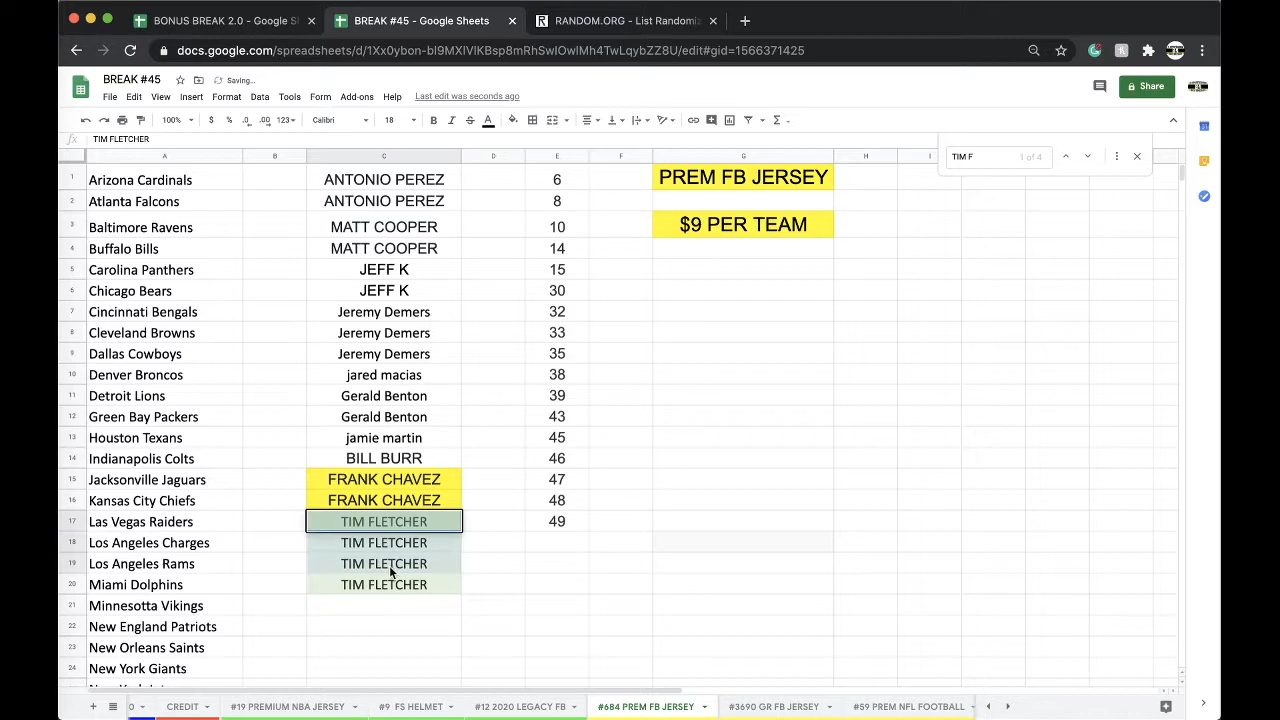 BONUS BREAK 2.0 - Google S
BREAK #45 - Google Sheets
RANDOM.ORG - List Randomi
docs.google.com/spreadsheets/d/1Xx0ybon-bI9MXIVIKBsp8mRhSwIOwIMh4TwLqybZZ8U/edit#gid=1566371425
BREAK #45
Saving...
File Edit View Insert Format Data Tools Form Add-ons Help Last edit was seconds ago
Share
100% $ % .0 .00 123 Calibri 18 B I S A
fx TIM FLETCHER
TIM F 1 of 4
A B C D E F G H I
1 Arizona Cardinals ANTONIO PEREZ 6 PREM FB JERSEY
2 Atlanta Falcons ANTONIO PEREZ 8
3 Baltimore Ravens MATT COOPER 10 $9 PER TEAM
4 Buffalo Bills MATT COOPER 14
5 Carolina Panthers JEFF K 15
6 Chicago Bears JEFF K 30
7 Cincinnati Bengals Jeremy Demers 32
8 Cleveland Browns Jeremy Demers 33
9 Dallas Cowboys Jeremy Demers 35
10 Denver Broncos jared macias 38
11 Detroit Lions Gerald Benton 39
12 Green Bay Packers Gerald Benton 43
13 Houston Texans jamie martin 45
14 Indianapolis Colts BILL BURR 46
15 Jacksonville Jaguars FRANK CHAVEZ 47
16 Kansas City Chiefs FRANK CHAVEZ 48
17 Las Vegas Raiders TIM FLETCHER 49
18 Los Angeles Charges TIM FLETCHER
19 Los Angeles Rams TIM FLETCHER
20 Miami Dolphins TIM FLETCHER
21 Minnesotta Vikings
22 New England Patriots
23 New Orleans Saints
24 New York Giants
0 CREDIT #19 PREMIUM NBA JERSEY #9 FS HELMET #12 2020 LEGACY FB #684 PREM FB JERSEY #3690 GR FB JERSEY #59 PREM NFL FOOTBALL